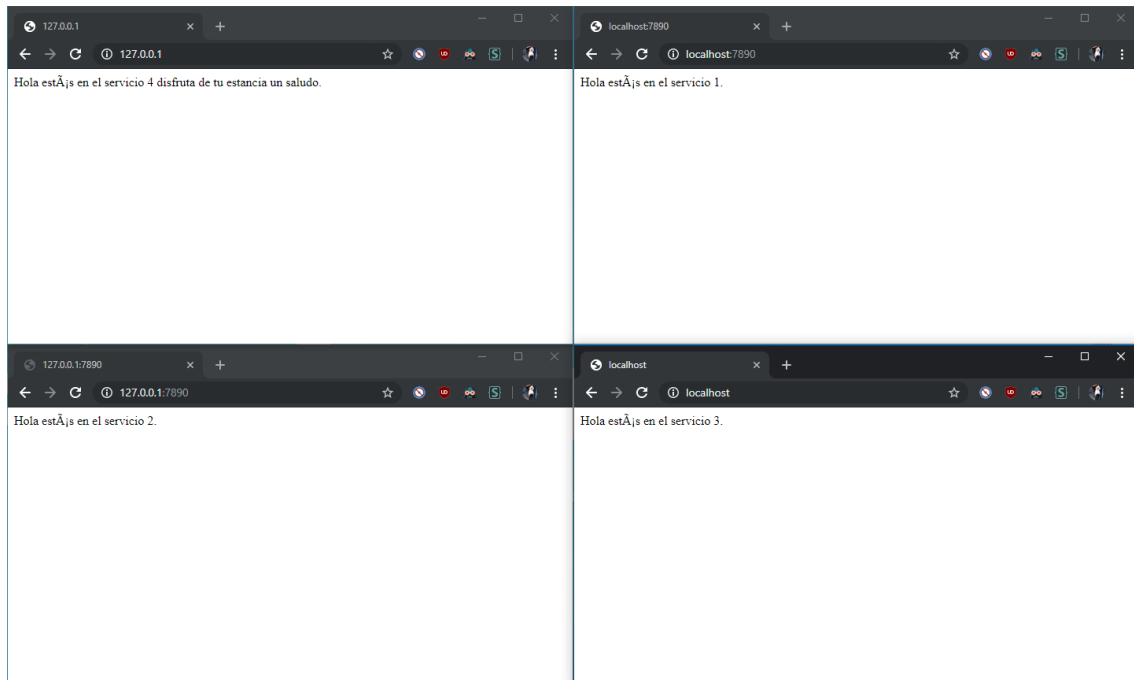 127.0.0.1
127.0.0.1
Hola estÃ¡s en el servicio 4 disfruta de tu estancia un saludo.
localhost:7890
localhost:7890
Hola estÃ¡s en el servicio 1.
127.0.0.1:7890
127.0.0.1:7890
Hola estÃ¡s en el servicio 2.
localhost
localhost
Hola estÃ¡s en el servicio 3.